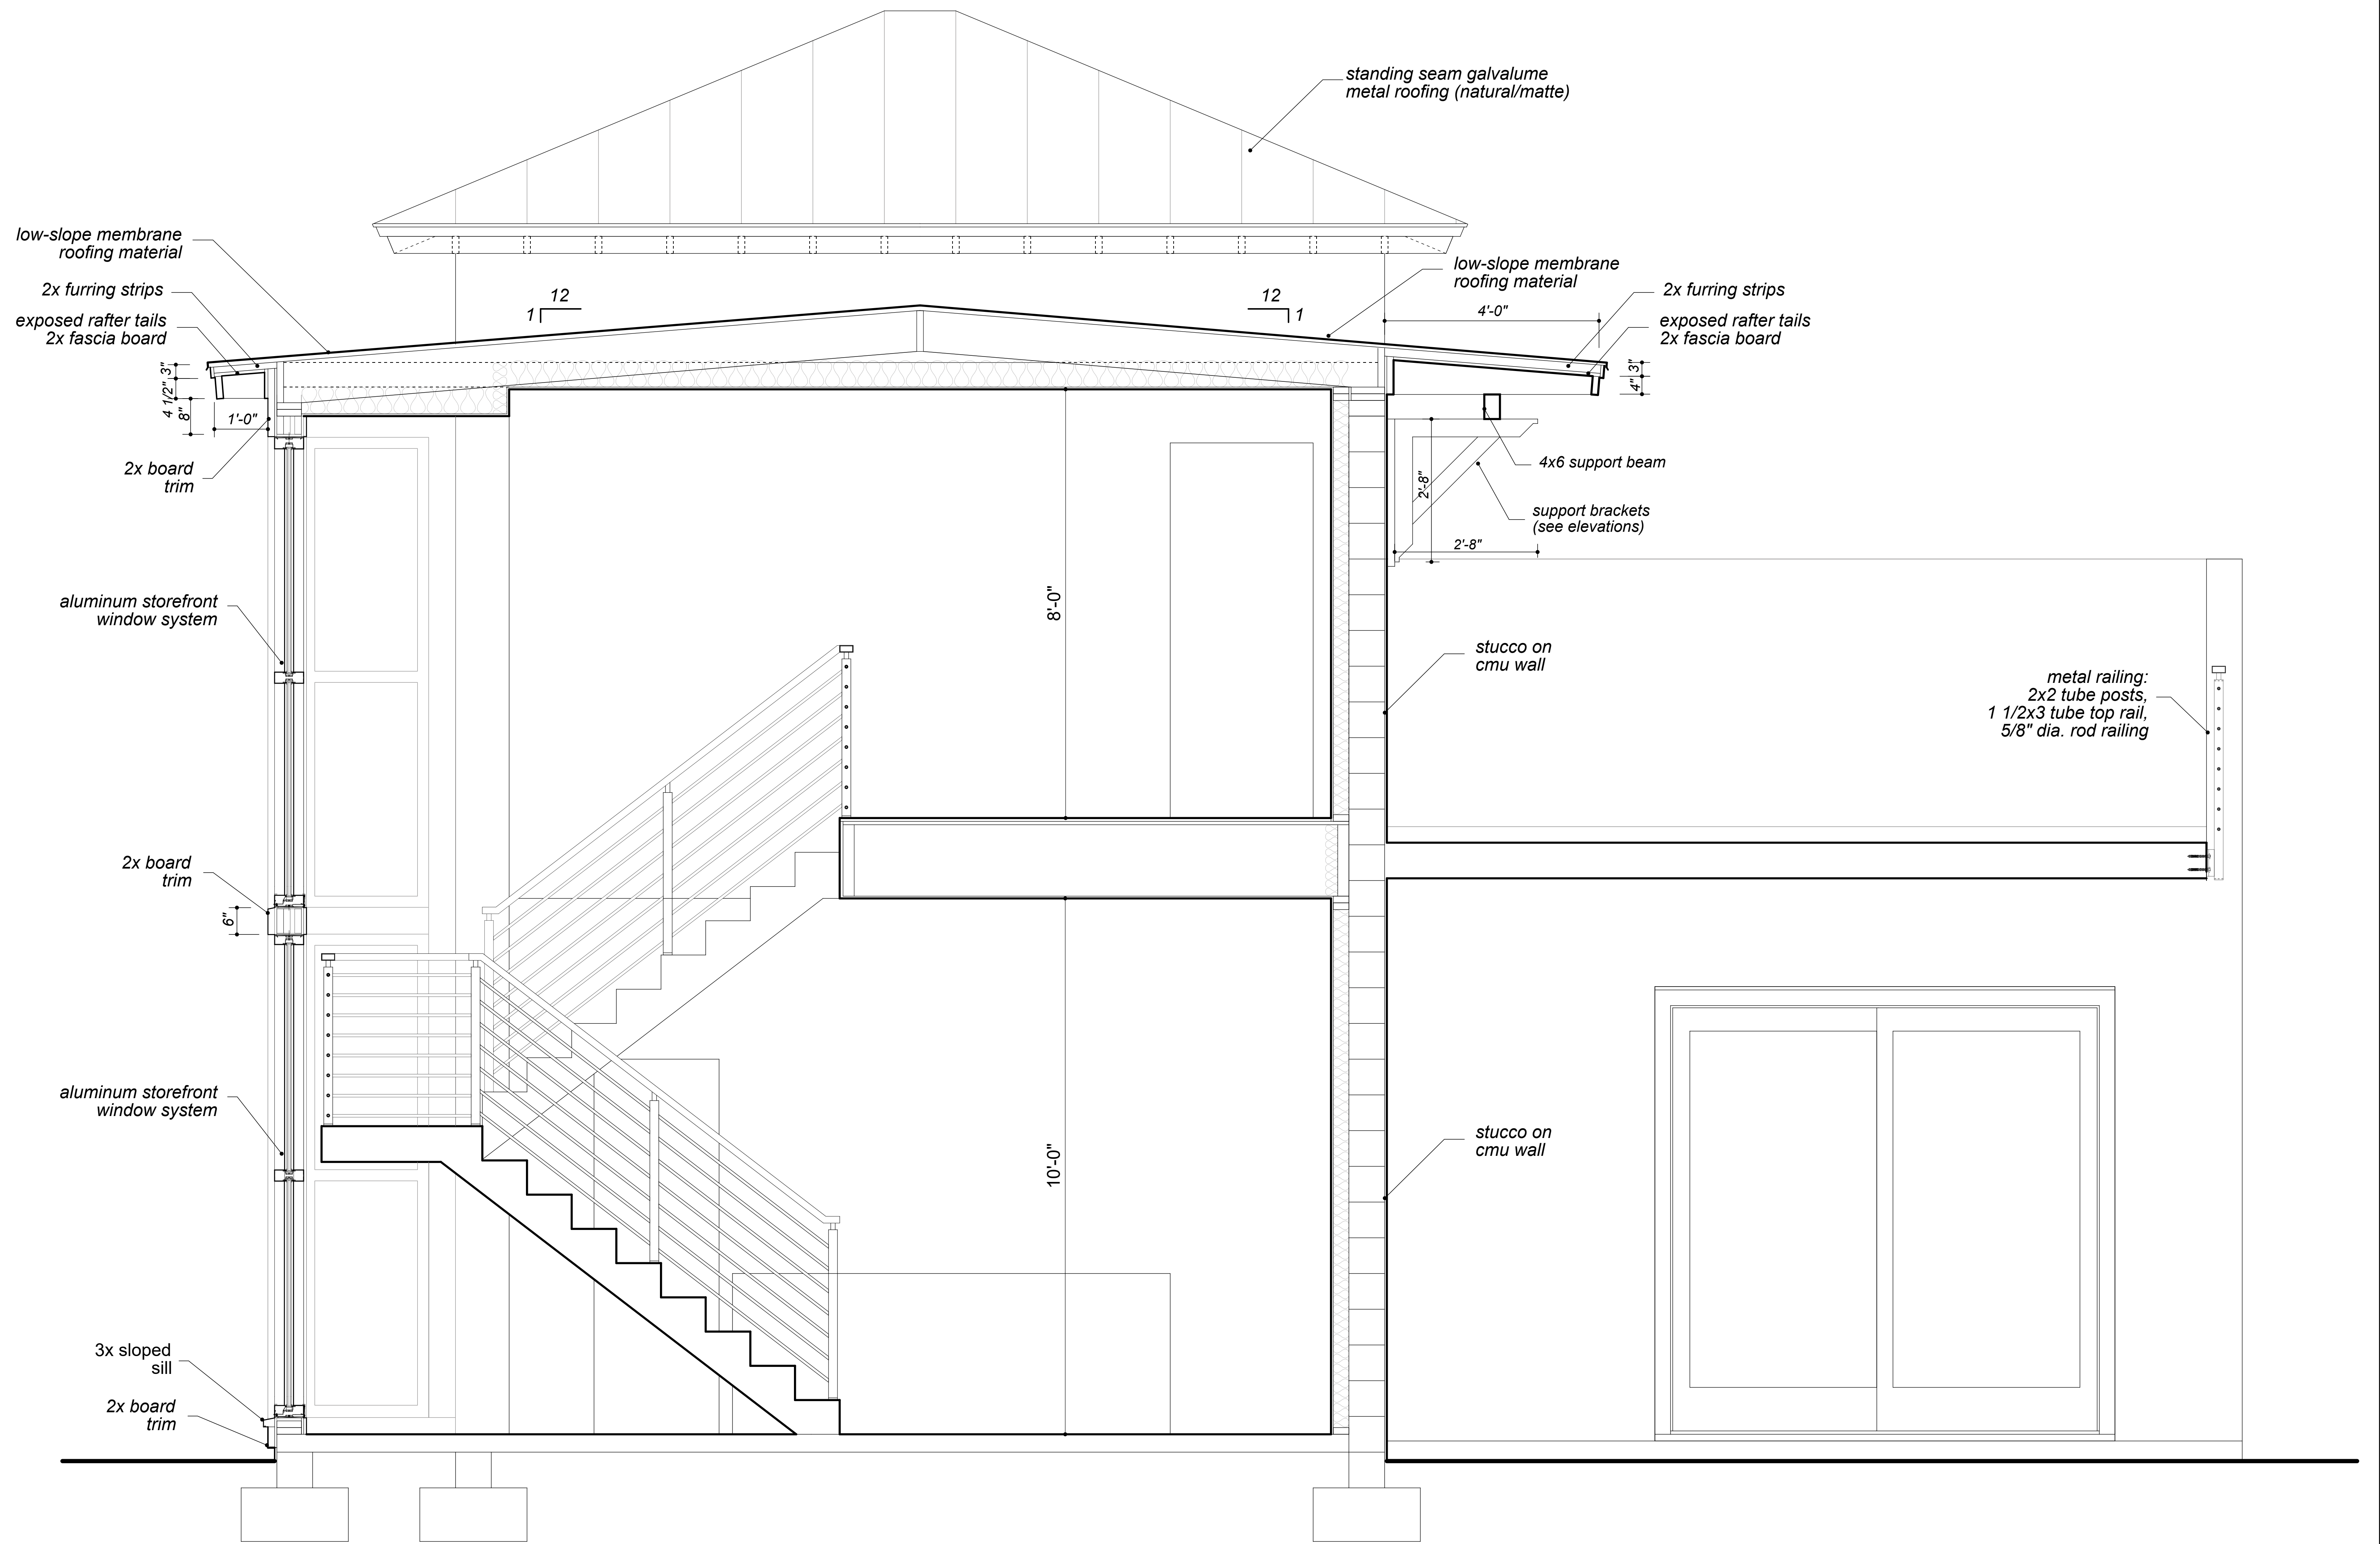 standing seam galvalume
metal roofing (natural/matte)
low-slope membrane
roofing material
2x furring strips
exposed rafter tails
2x fascia board
12
1
12
1
low-slope membrane
roofing material
4'-0"
2x furring strips
exposed rafter tails
2x fascia board
3"
4 1/2"
8"
1'-0"
3"
4"
2x board
trim
4x6 support beam
2'-8"
support brackets
(see elevations)
2'-8"
aluminum storefront
window system
8'-0"
stucco on
cmu wall
metal railing:
2x2 tube posts,
1 1/2x3 tube top rail,
5/8" dia. rod railing
2x board
trim
6"
aluminum storefront
window system
10'-0"
stucco on
cmu wall
3x sloped
sill
2x board
trim